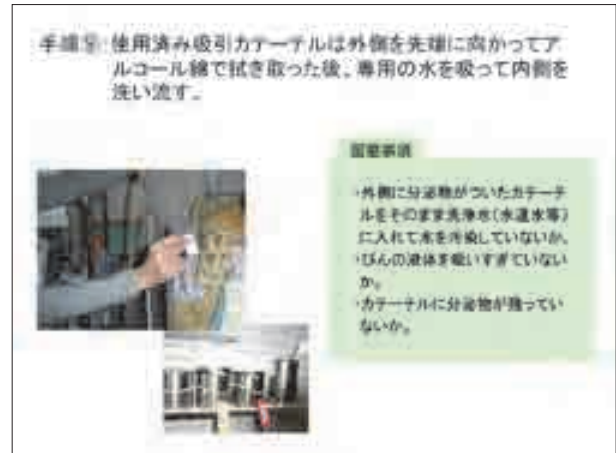 使用済み吸引カテーテルは外側を先端に向かってア
ルコール綿で拭き取った後、専用の水を吸って内側を
洗い流す。
留意事項
・外側に分泌物がついたカテーテ
ルをそのまま洗浄水(水道水等)
に入れて水を汚染していないか。
・びんの液体を吸いすぎていない
か。
・カテーテルに分泌物が残ってい
ないか。